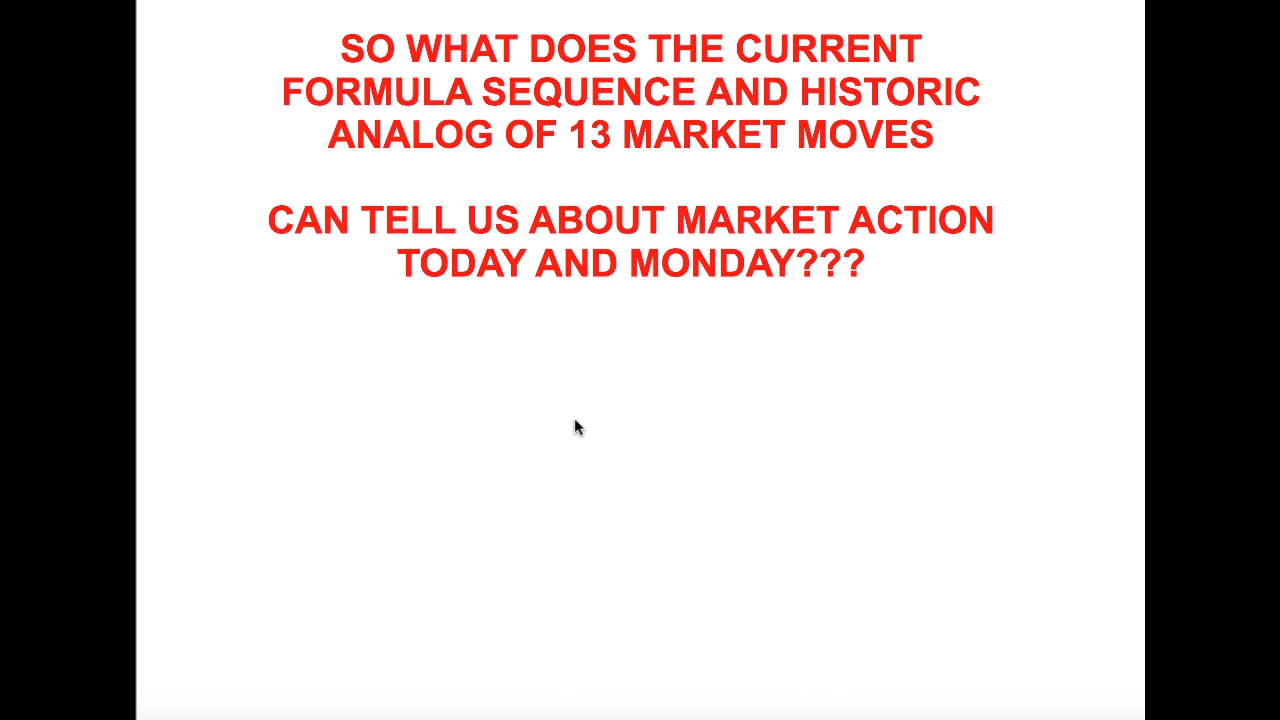 SO WHAT DOES THE CURRENT
FORMULA SEQUENCE AND HISTORIC
ANALOG OF 13 MARKET MOVES
CAN TELL US ABOUT MARKET ACTION
TODAY AND MONDAY???